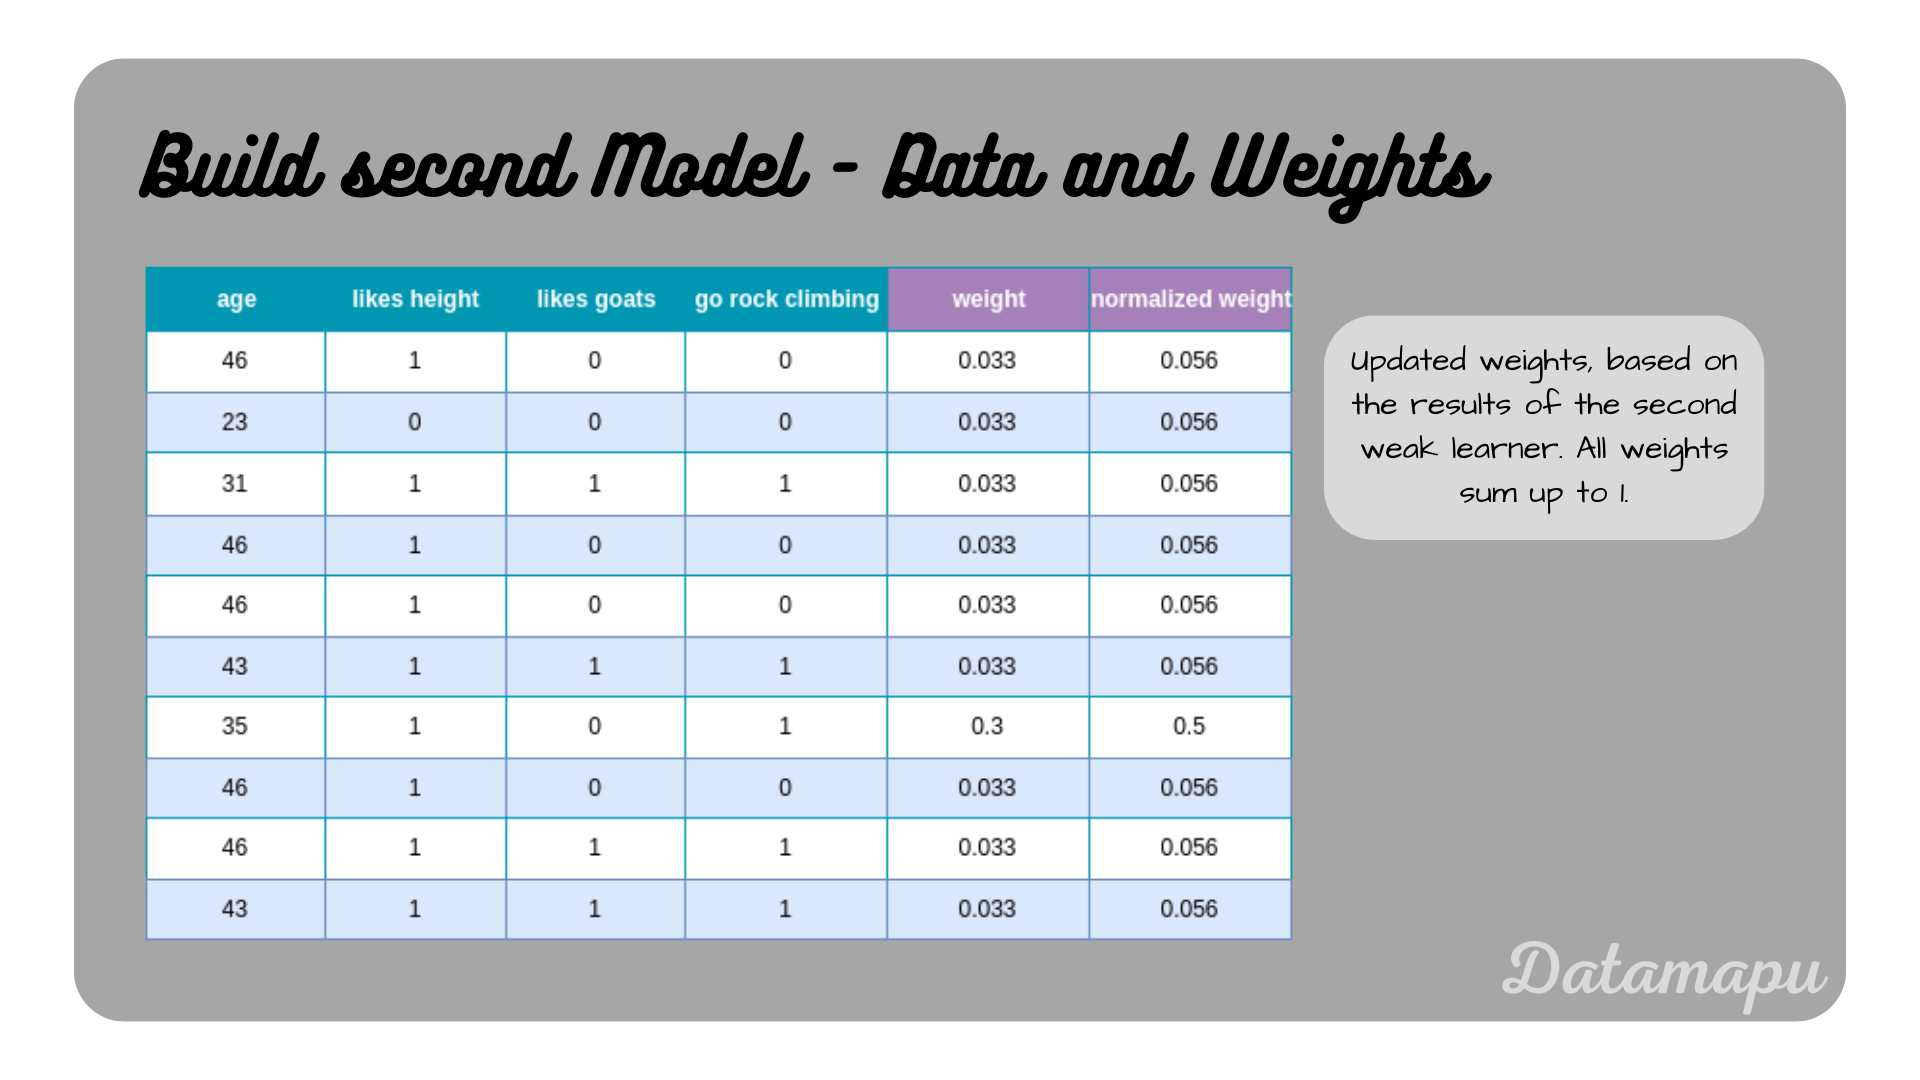 Build second Model - Data and Weights
age likes height likes goats go rock climbing weight normalized weight
46 1 0 0 0.033 0.056
23 0 0 0 0.033 0.056
31 1 1 1 0.033 0.056
46 1 0 0 0.033 0.056
46 1 0 0 0.033 0.056
43 1 1 1 0.033 0.056
35 1 0 1 0.3 0.5
46 1 0 0 0.033 0.056
46 1 1 1 0.033 0.056
43 1 1 1 0.033 0.056
Updated weights, based on
the results of the second
weak learner. All weights
sum up to 1.
Datamapu